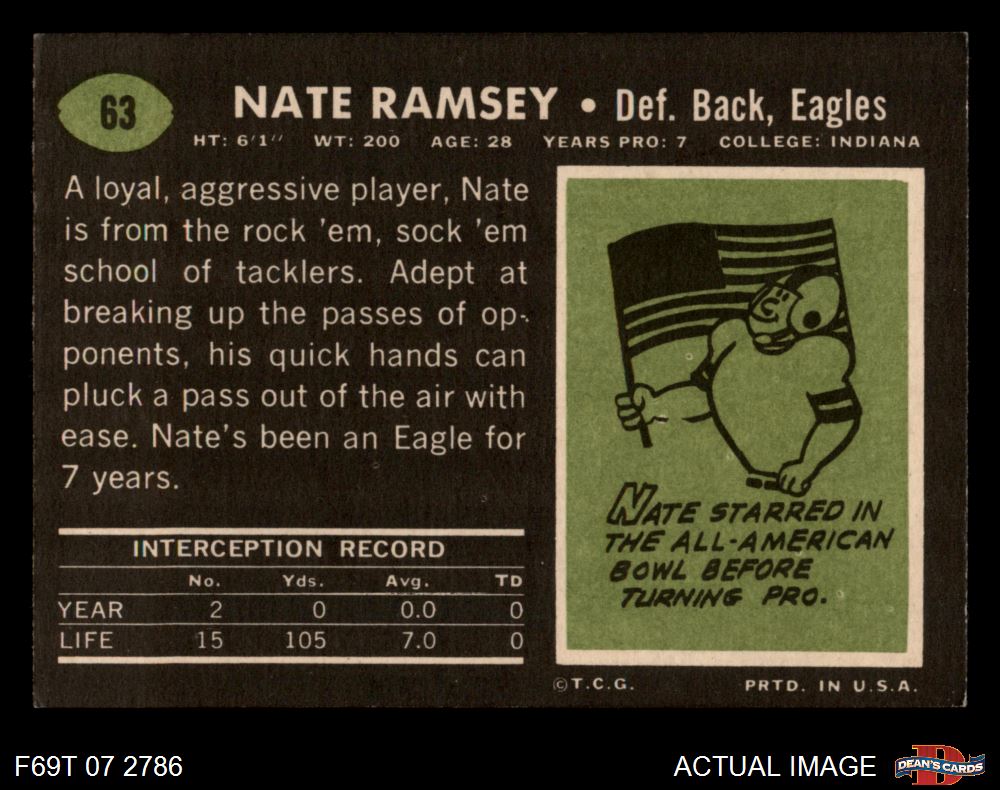 63
NATE RAMSEY • Def. Back, Eagles
HT: 6'1" WT: 200 AGE: 28 YEARS PRO: 7 COLLEGE: INDIANA
A loyal, aggressive player, Nate
is from the rock 'em, sock 'em
school of tacklers. Adept at
breaking up the passes of op-
ponents, his quick hands can
pluck a pass out of the air with
ease. Nate's been an Eagle for
7 years.
INTERCEPTION RECORD
No. Yds. Avg. TD
YEAR 2 0 0.0 0
LIFE 15 105 7.0 0
NATE STARRED IN
THE ALL-AMERICAN
BOWL BEFORE
TURNING PRO.
© T.C.G. PRTD. IN U.S.A.
F69T 07 2786
ACTUAL IMAGE
D
DEAN'S CARDS